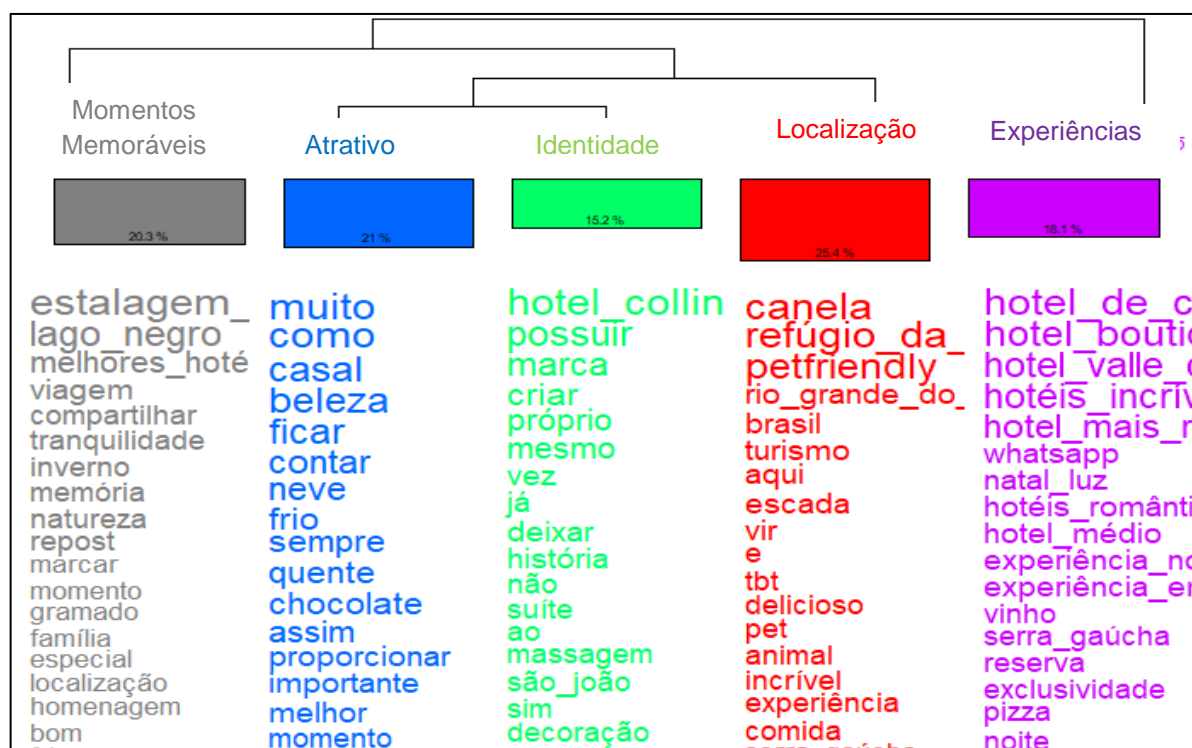 Momentos
Memoráveis
Atrativo
Identidade
Localização
Experiências
20.3 %
21 %
15.2 %
25.4 %
18.1 %
estalagem_
lago_negro
melhores_hoté
viagem
compartilhar
tranquilidade
inverno
memória
natureza
repost
marcar
momento
gramado
família
especial
localização
homenagem
bom
muito
como
casal
beleza
ficar
contar
neve
frio
sempre
quente
chocolate
assim
proporcionar
importante
melhor
momento
hotel_collin
possuir
marca
criar
próprio
mesmo
vez
já
deixar
história
não
suíte
ao
massagem
são_joão
sim
decoração
canela
refúgio_da_
petfriendly
rio_grande_do_
brasil
turismo
aqui
escada
vir
e
tbt
delicioso
pet
animal
incrível
experiência
comida
hotel_de_c
hotel_boutic
hotel_valle_
hotéis_incrív
hotel_mais_r
whatsapp
natal_luz
hotéis_românti
hotel_médio
experiência_no
experiência_en
vinho
serra_gaúcha
reserva
exclusividade
pizza
noite